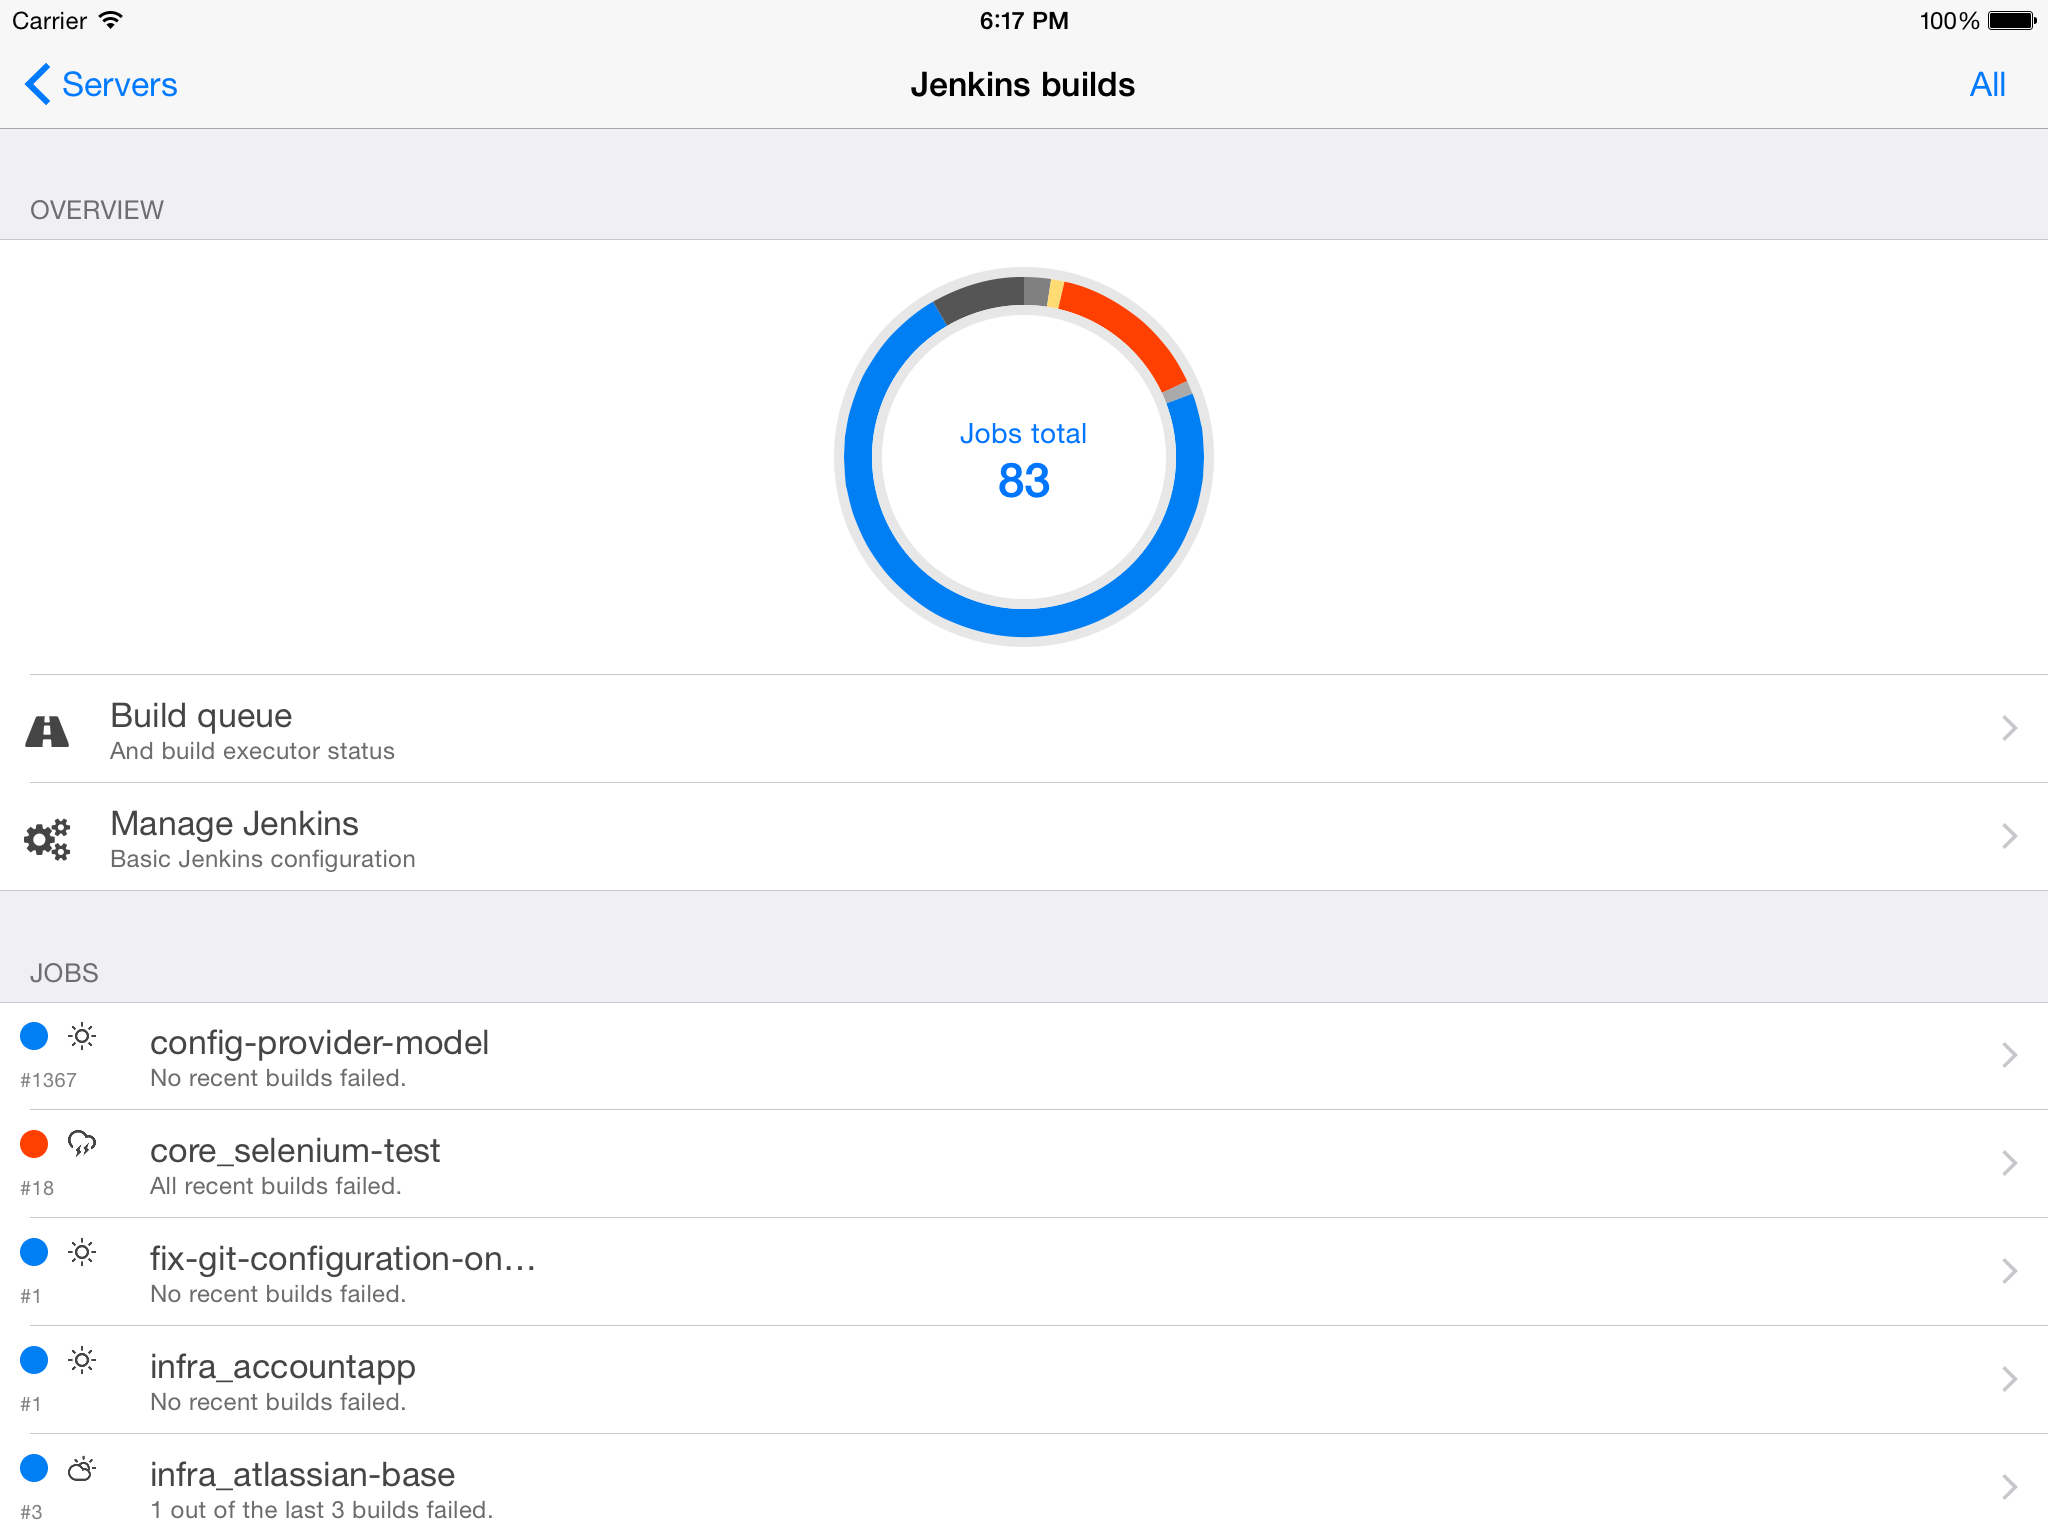 Carrier 6:17 PM 100%
Servers Jenkins builds All
OVERVIEW
Jobs total
83
Build queue
And build executor status
Manage Jenkins
Basic Jenkins configuration
JOBS
config-provider-model
#1367 No recent builds failed.
core_selenium-test
#18 All recent builds failed.
fix-git-configuration-on...
#1 No recent builds failed.
infra_accountapp
#1 No recent builds failed.
infra_atlassian-base
#3 1 out of the last 3 builds failed.